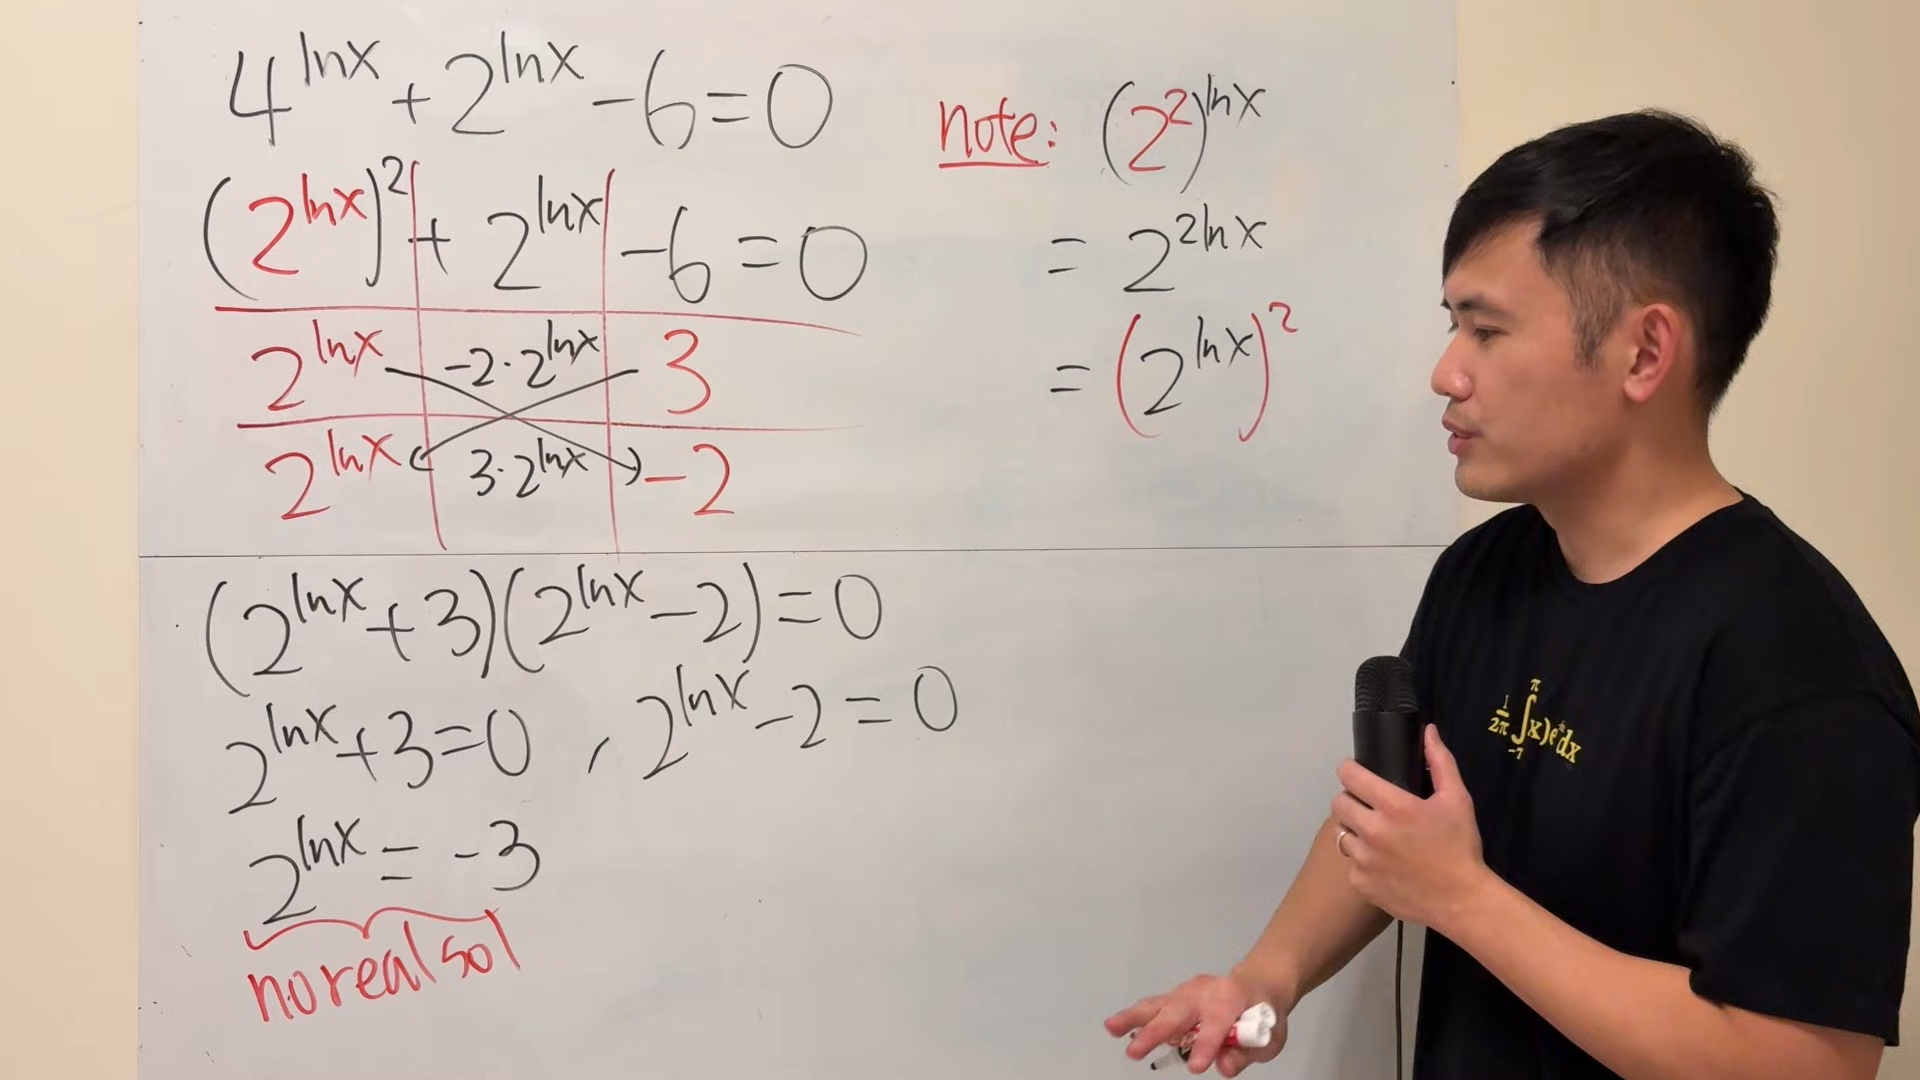 4^lnx + 2^lnx - 6 = 0
(2^lnx)^2 + 2^lnx - 6 = 0
2^lnx -2·2^lnx 3
2^lnx 3·2^lnx -2
(2^lnx + 3)(2^lnx - 2) = 0
2^lnx + 3 = 0 , 2^lnx - 2 = 0
2^lnx = -3
no real sol
note: (2^2)^lnx
= 2^2lnx
= (2^lnx)^2